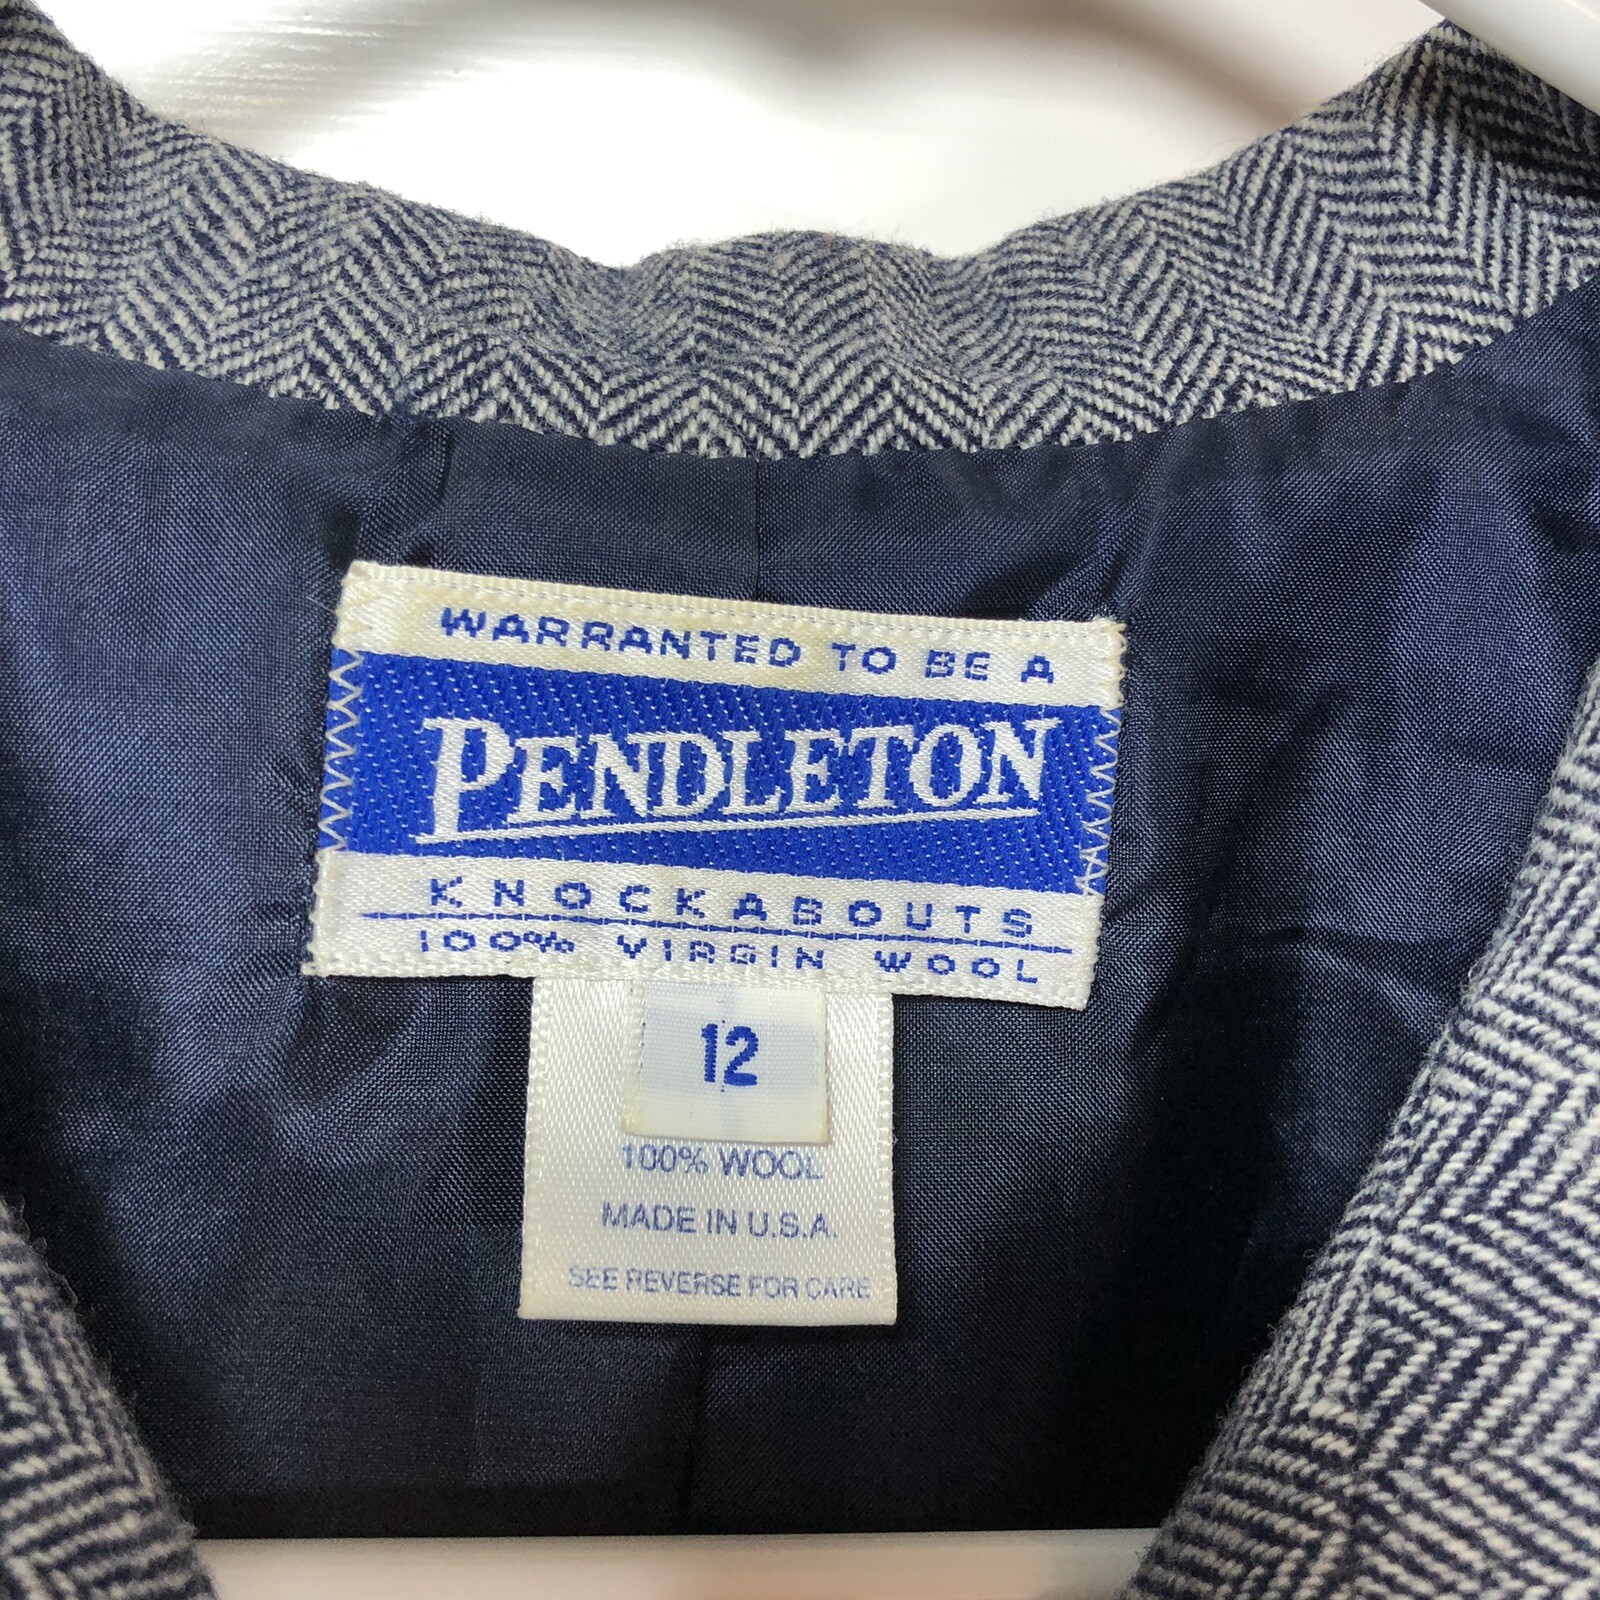 WARRANTED TO BE A
PENDLETON
KNOCKABOUTS
100% VIRGIN WOOL
12
100% WOOL
MADE IN U.S.A.
SEE REVERSE FOR CARE